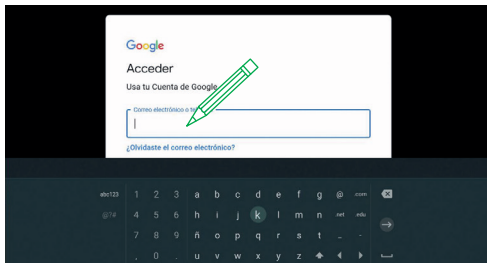 Google
Acceder
Usa tu Cuenta de Google
Correo electrónico o
¿Olvidaste el correo electrónico?
abc123 1 2 3 a b c d e f g @ .com
@?# 4 5 6 h i j k l m n .net .edu
7 8 9 ñ o p q r s t _ -
, 0 . u v w x y z